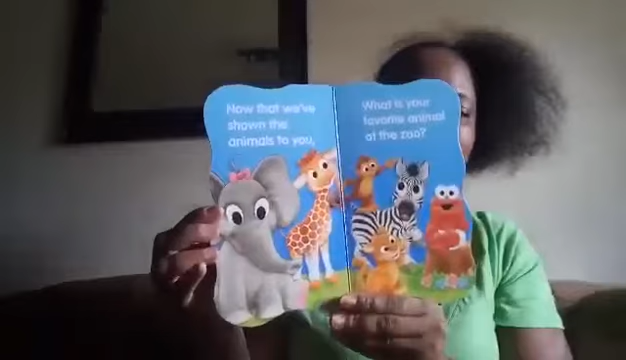 Now that we've
shown the
animals to you,
What is your
favorite animal
at the zoo?